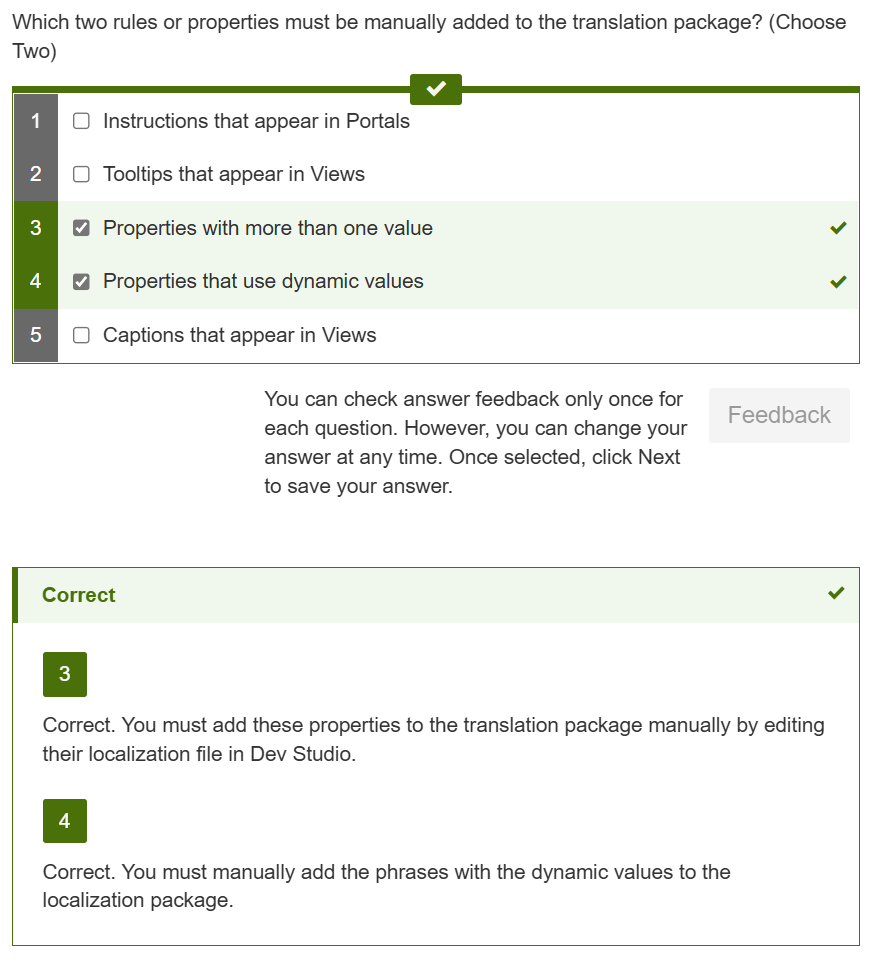 Which two rules or properties must be manually added to the translation package? (Choose
Two)
1 Instructions that appear in Portals
2 Tooltips that appear in Views
3 Properties with more than one value
4 Properties that use dynamic values
5 Captions that appear in Views
You can check answer feedback only once for
each question. However, you can change your
answer at any time. Once selected, click Next
to save your answer.
Feedback
Correct
3
Correct. You must add these properties to the translation package manually by editing
their localization file in Dev Studio.
4
Correct. You must manually add the phrases with the dynamic values to the
localization package.